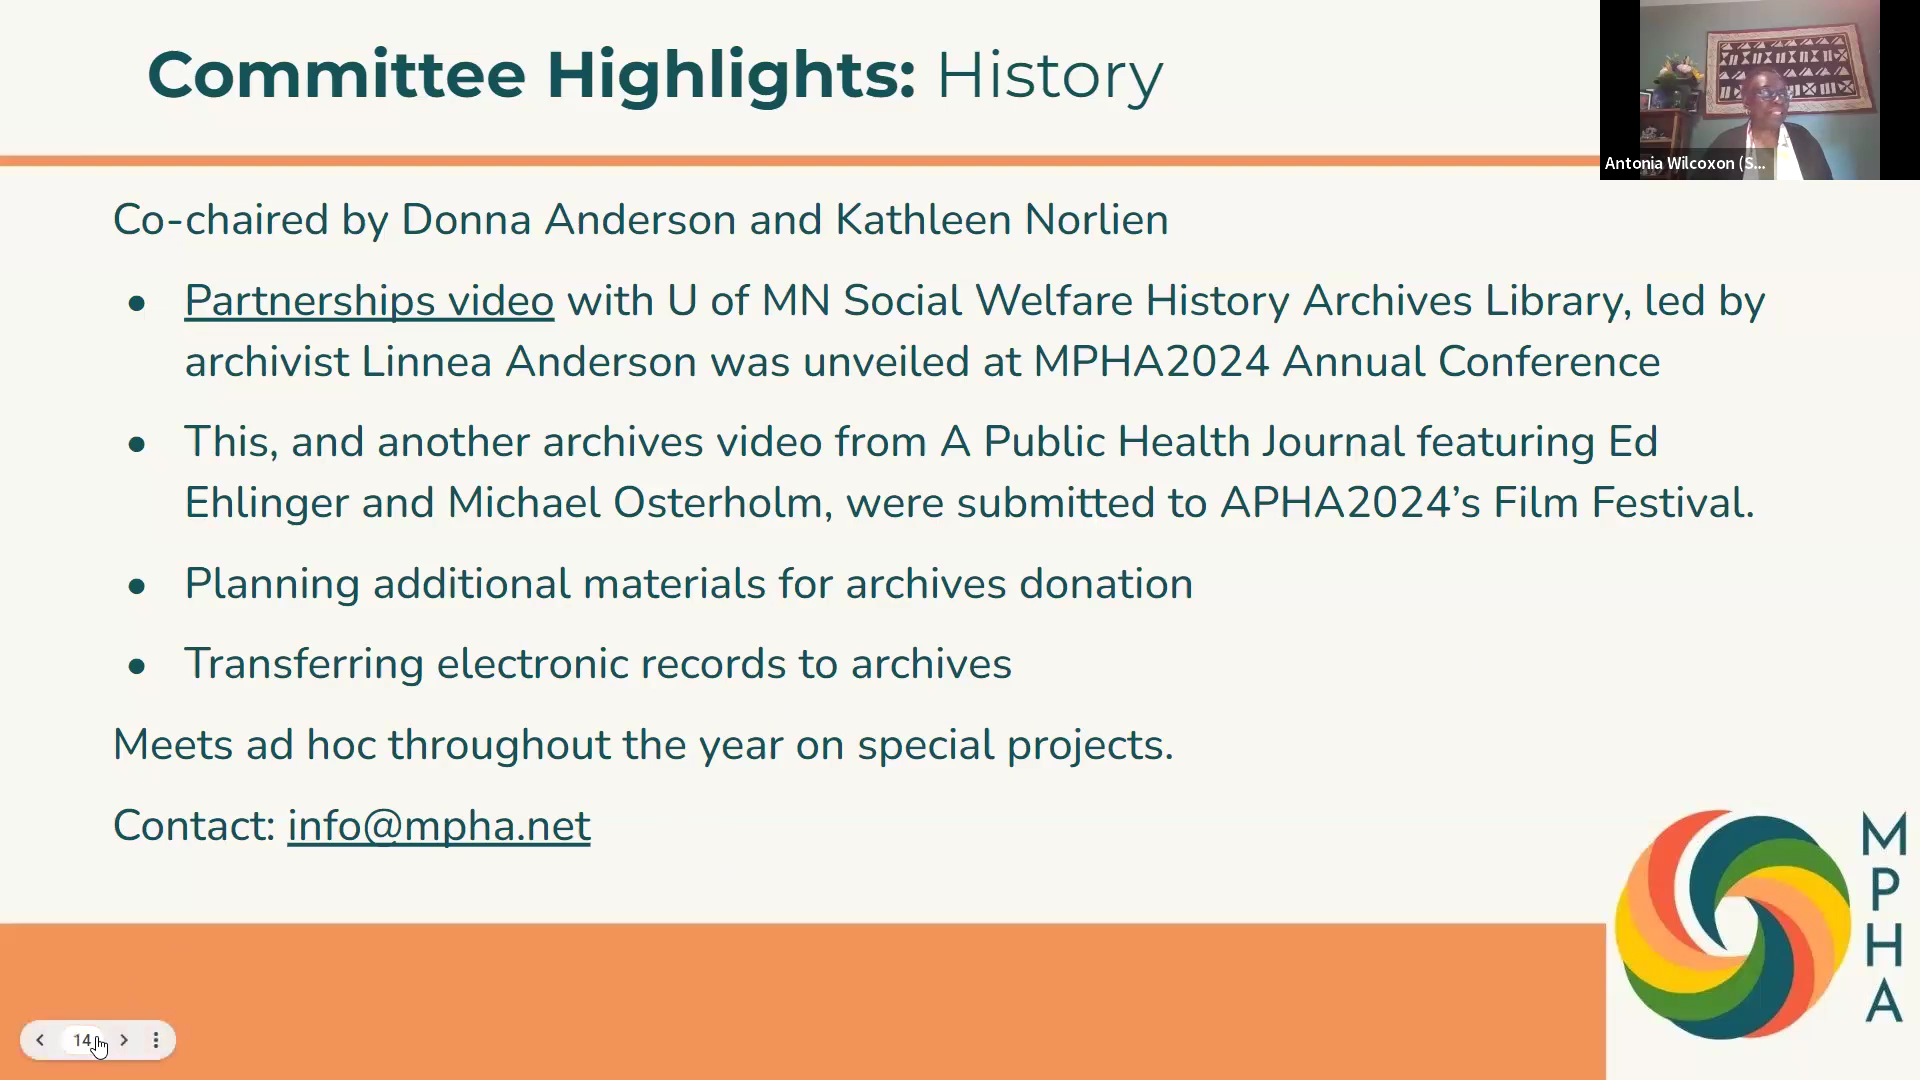 Committee Highlights: History
Antonia Wilcoxon (S...
Co-chaired by Donna Anderson and Kathleen Norlien
● Partnerships video with U of MN Social Welfare History Archives Library, led by
archivist Linnea Anderson was unveiled at MPHA2024 Annual Conference
● This, and another archives video from A Public Health Journal featuring Ed
Ehlinger and Michael Osterholm, were submitted to APHA2024’s Film Festival.
● Planning additional materials for archives donation
● Transferring electronic records to archives
Meets ad hoc throughout the year on special projects.
Contact: info@mpha.net
M
P
H
A
14